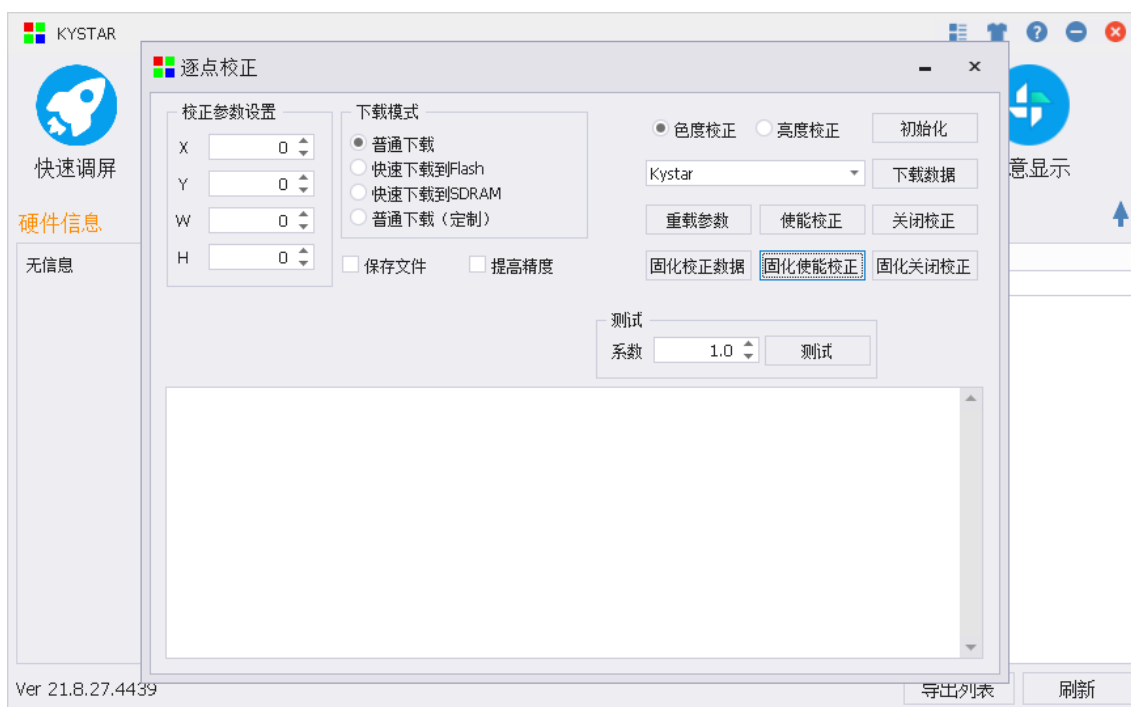 KYSTAR
逐点校正
快速调屏
意显示
硬件信息
无信息
校正参数设置
X 0
Y 0
W 0
H 0
下载模式
普通下载
快速下载到Flash
快速下载到SDRAM
普通下载（定制）
保存文件 提高精度
色度校正 亮度校正 初始化
Kystar 下载数据
重载参数 使能校正 关闭校正
固化校正数据 固化使能校正 固化关闭校正
测试
系数 1.0 测试
Ver 21.8.27.4439
导出列表 刷新